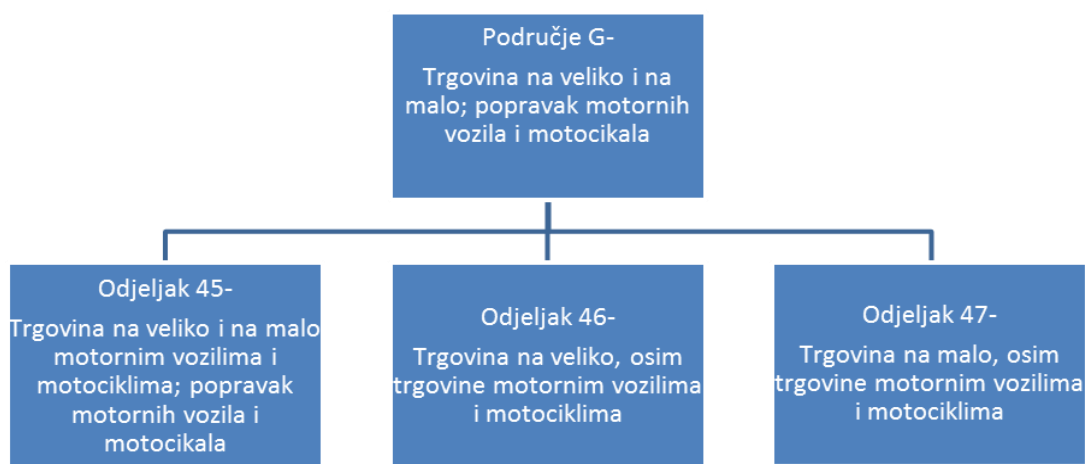 Područje G-
Trgovina na veliko i na
malo; popravak motornih
vozila i motocikala
Odjeljak 45-
Trgovina na veliko i na malo
motornim vozilima i
motociklima; popravak
motornih vozila i
motocikala
Odjeljak 46-
Trgovina na veliko, osim
trgovine motornim vozilima
i motociklima
Odjeljak 47-
Trgovina na malo, osim
trgovine motornim vozilima
i motociklima